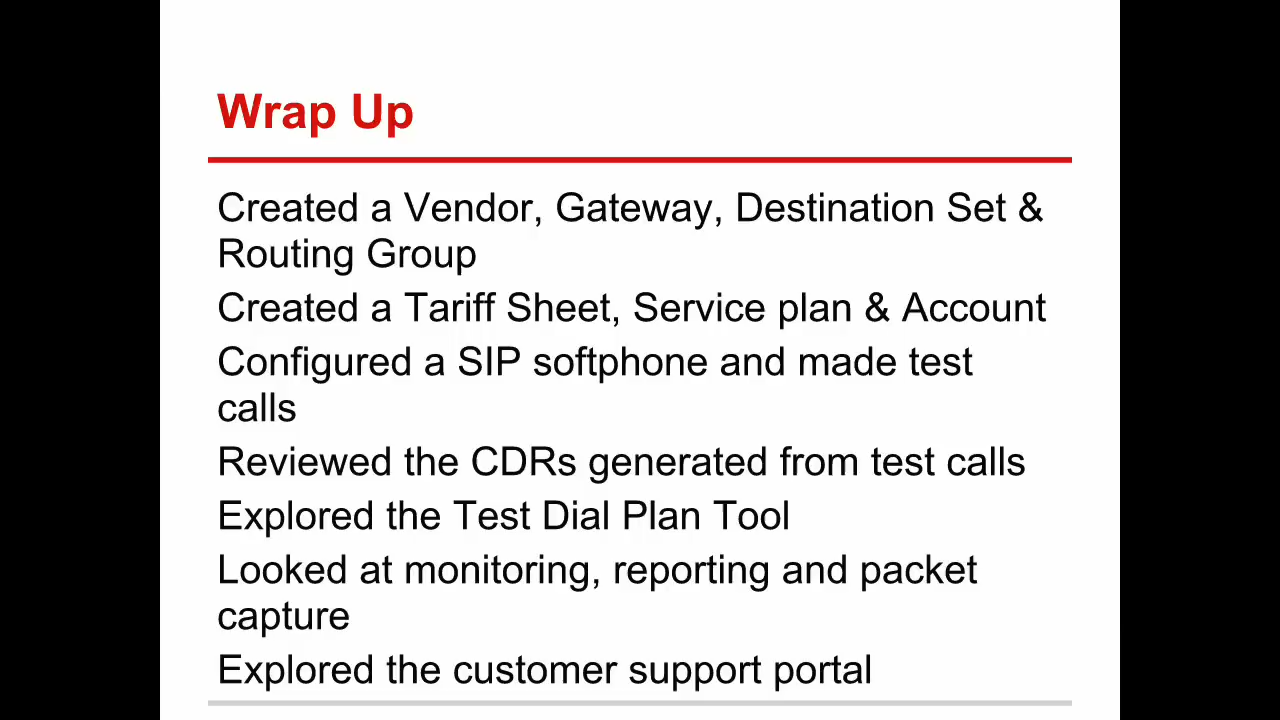 Wrap Up
Created a Vendor, Gateway, Destination Set &
Routing Group
Created a Tariff Sheet, Service plan & Account
Configured a SIP softphone and made test
calls
Reviewed the CDRs generated from test calls
Explored the Test Dial Plan Tool
Looked at monitoring, reporting and packet
capture
Explored the customer support portal